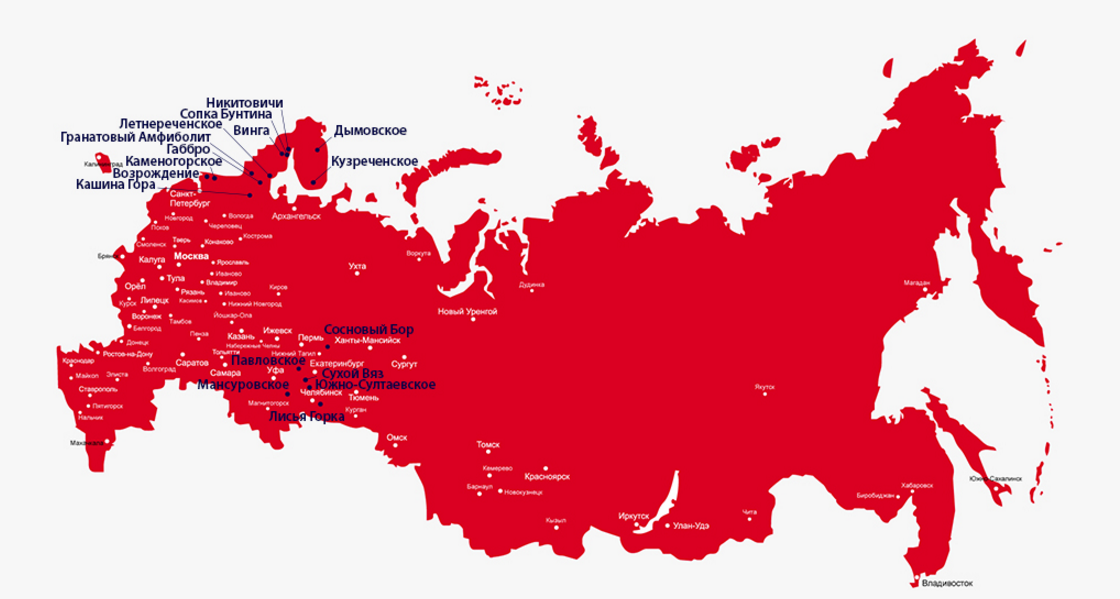 Никитовичи
Сопка Бунтина
Летнереченское
Винга
Дымовское
Гранатовый Амфиболит
Габбро
Каменогорское
Кузреченское
Калининград
Возрождение
Кашина Гора
Санкт-
Петербург
Новгород
Вологда
Архангельск
Псков
Череповец
Смоленск
Тверь
Конаково
Кострома
Брянск
Калуга
Москва
Ярославль
Воркута
Ухта
Иваново
Тула
Владимир
Орёл
Рязань
Иваново
Киров
Дудинка
Магадан
Курск
Липецк
Касимов
Нижний Новгород
Новый Уренгой
Воронеж
Тамбов
Йошкар-Ола
Белгород
Пенза
Казань
Ижевск
Пермь
Сосновый Бор
Ханты-Мансийск
Донецк
Набережные Челны
Ростов-на-Дону
Тольятти
Нижний Тагил
Краснодар
Волгоград
Саратов
Павловское
Екатеринбург
Сургут
Майкоп
Элиста
Самара
Уфа
Сухой Вяз
Ставрополь
Мансуровское
Южно-Султаевское
Якутск
Челябинск
Тюмень
Пятигорск
Магнитогорск
Курган
Нальчик
Лисья Горка
Махачкала
Омск
Томск
Кемерово
Красноярск
Барнаул
Новокузнецк
Южно-Сахалинск
Хабаровск
Биробиджан
Кызыл
Иркутск
Улан-Удэ
Чита
Владивосток